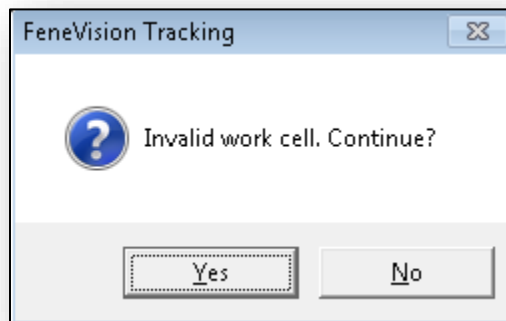 FeneVision Tracking
Invalid work cell. Continue?
Yes
No